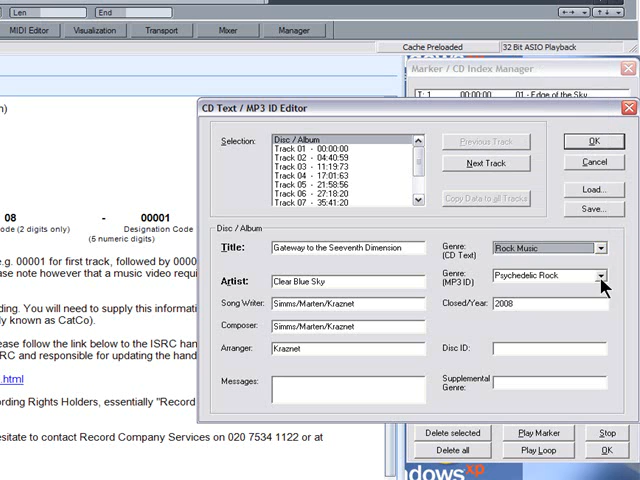 Len
End
MIDI Editor
Visualization
Transport
Mixer
Manager
Cache Preloaded
32 Bit ASIO Playback
Marker / CD Index Manager
T: 1 00:00:00 01 - Edge of the Sky
CD Text / MP3 ID Editor
Selection:
Disc / Album
Track 01 - 00:00:00
Track 02 - 04:40:59
Track 03 - 11:19:73
Track 04 - 17:01:63
Track 05 - 21:58:56
Track 06 - 27:18:20
Track 07 - 35:41:20
Previous Track
Next Track
Copy Data to all Tracks
OK
Cancel
Load...
Save...
Disc / Album
Title: Gateway to the Seeventh Dimension
Genre: (CD Text) Rock Music
Artist: Clear Blue Sky
Genre: (MP3 ID) Psychedelic Rock
Song Writer: Simms/Marten/Kraznet
Closed/Year: 2008
Composer: Simms/Marten/Kraznet
Arranger: Kraznet
Disc ID:
Messages:
Supplemental Genre:
08 - 00001
ode (2 digits only) Designation Code
(5 numeric digits)
e.g. 00001 for first track, followed by 0000
ase note however that a music video requi
ding. You will need to supply this informati
ly known as CatCo).
ease follow the link below to the ISRC han
RC and responsible for updating the hand
.html
ording Rights Holders, essentially "Record
esitate to contact Record Company Services on 020 7534 1122 or at
Delete selected
Play Marker
Stop
Delete all
Play Loop
OK
ndows xp